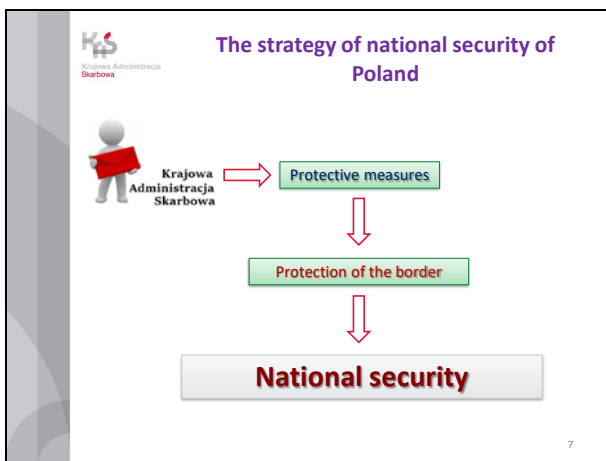 The strategy of national security of
Poland
KAS
Krajowa Administracja
Skarbowa
Krajowa
Administracja
Skarbowa
Protective measures
Protection of the border
National security
7